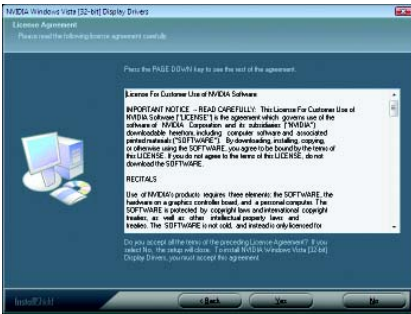 NVIDIA Windows Vista [32-bit] Display Drivers
License Agreement
Please read the following license agreement carefully.
Press the PAGE DOWN key to see the rest of the agreement.
License For Customer Use of NVIDIA Software
IMPORTANT NOTICE -- READ CAREFULLY: This License For Customer Use of
NVIDIA Software ("LICENSE") is the agreement which governs use of the
software of NVIDIA Corporation and its subsidiaries ("NVIDIA")
downloadable herefrom, including computer software and associated
printed materials ("SOFTWARE"). By downloading, installing, copying,
or otherwise using the SOFTWARE, you agree to be bound by the terms of
this LICENSE. If you do not agree to the terms of this LICENSE, do not
download the SOFTWARE.
RECITALS
Use of NVIDIA's products requires three elements: the SOFTWARE, the
hardware on a graphics controller board, and a personal computer. The
SOFTWARE is protected by copyright laws and international copyright
treaties, as well as other intellectual property laws and
treaties. The SOFTWARE is not sold, and instead is only licensed for
Do you accept all the terms of the preceding License Agreement? If you
select No, the setup will close. To install NVIDIA Windows Vista [32-bit]
Display Drivers, you must accept this agreement.
InstallShield
< Back
Yes
No